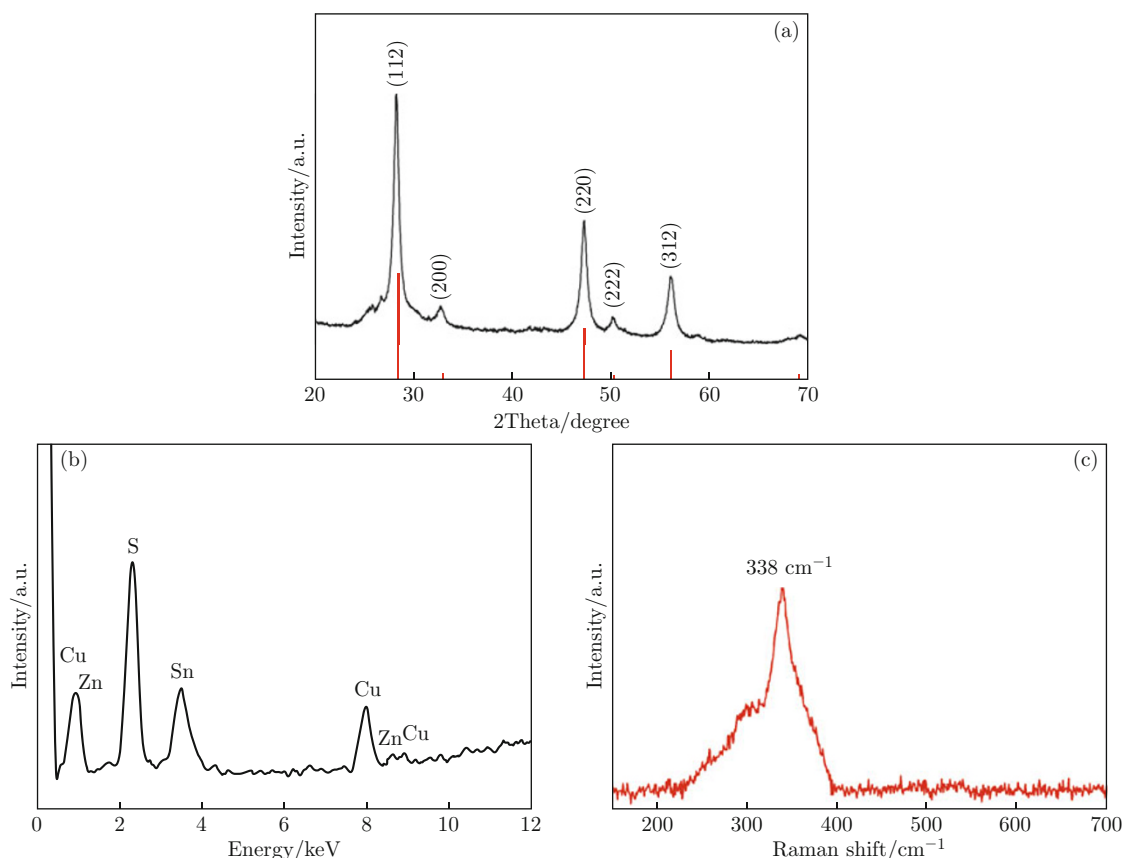 (a)
(112)
(200)
(220)
(222)
(312)
Intensity/a.u.
20 30 40 50 60 70
2Theta/degree
(b)
S
Cu
Zn
Sn
Cu
Zn Cu
Intensity/a.u.
0 2 4 6 8 10 12
Energy/keV
(c)
338 cm⁻¹
Intensity/a.u.
200 300 400 500 600 700
Raman shift/cm⁻¹